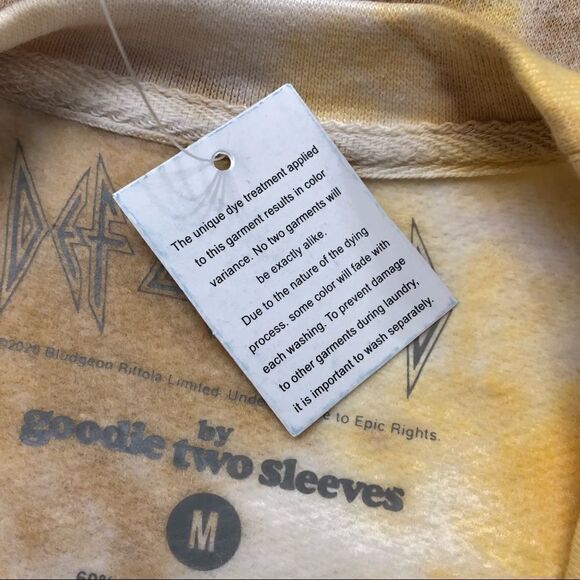 The unique dye treatment applied
to this garment results in color
variance. No two garments will
be exactly alike.
Due to the nature of the dying
process. some color will fade with
each washing. To prevent damage
to other garments during laundry,
it is important to wash separately.
DEF
©2020 Bludgeon Riffola Limited. Unde e to Epic Rights.
by
goodie two sleeves
M
60%